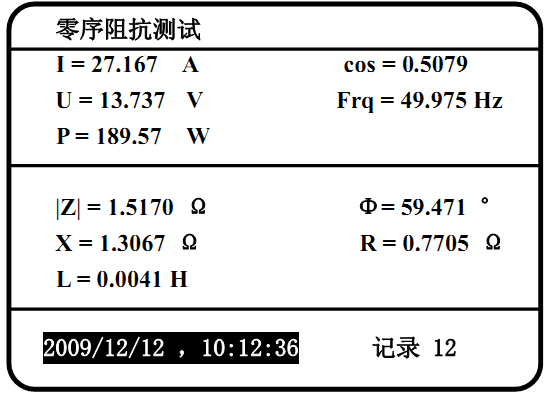 零序阻抗测试
I = 27.167 A cos = 0.5079
U = 13.737 V Frq = 49.975 Hz
P = 189.57 W
|Z| = 1.5170 Ω Φ = 59.471 °
X = 1.3067 Ω R = 0.7705 Ω
L = 0.0041 H
2009/12/12 ，10:12:36 记录 12